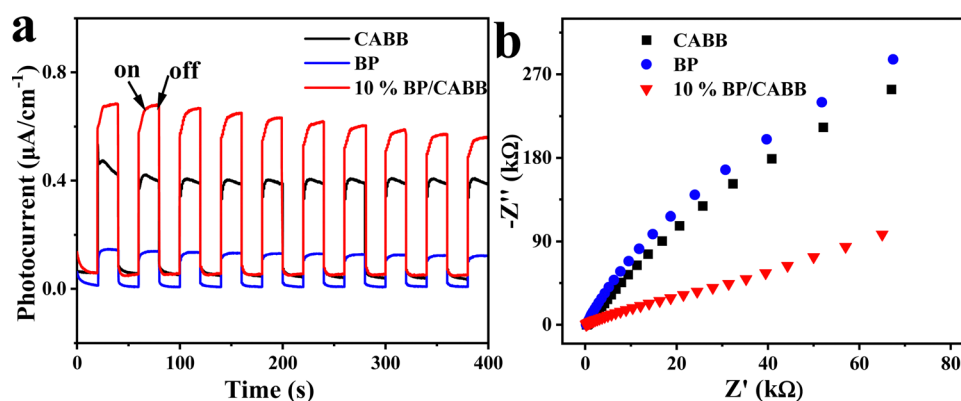 a
CABB
BP
10 % BP/CABB
on
off
0.8
0.4
0.0
Photocurrent (µA/cm⁻¹)
0
100
200
300
400
Time (s)
b
CABB
BP
10 % BP/CABB
270
180
90
0
-Z'' (kΩ)
0
20
40
60
80
Z' (kΩ)